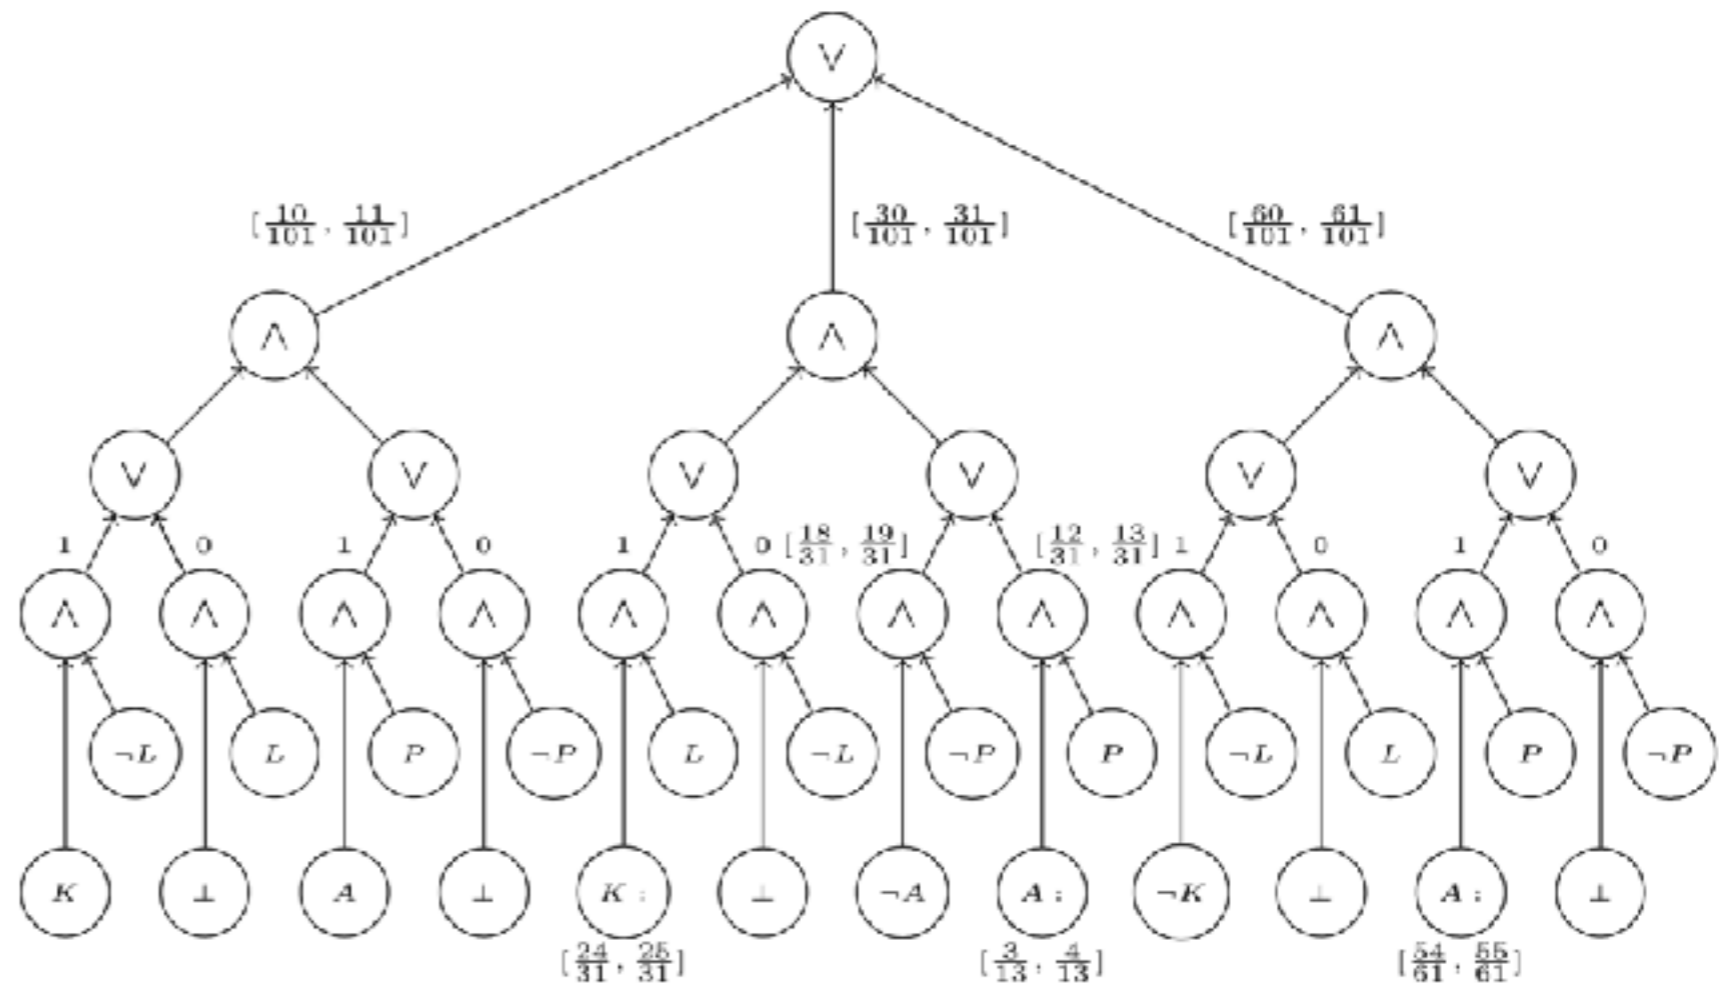 ∨
[10/101, 11/101] [30/101, 31/101] [60/101, 61/101]
∧ ∧ ∧
∨ ∨ ∨ ∨ ∨ ∨
1 0 1 0 1 0 [18/31, 19/31] [12/31, 13/31] 1 0 1 0
∧ ∧ ∧ ∧ ∧ ∧ ∧ ∧ ∧ ∧ ∧ ∧
¬L L P ¬P L ¬L ¬P P ¬L L P ¬P
K ⊥ A ⊥ K : ⊥ ¬A A : ¬K ⊥ A : ⊥
[24/31, 25/31] [3/13, 4/13] [54/61, 55/61]